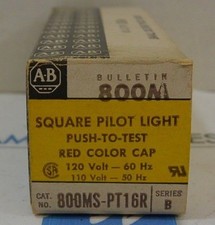 A-B
BULLETIN
800M
SQUARE PILOT LIGHT
PUSH-TO-TEST
RED COLOR CAP
120 Volt — 60 Hz
110 Volt — 50 Hz
CAT. NO. 800MS-PT16R SERIES B